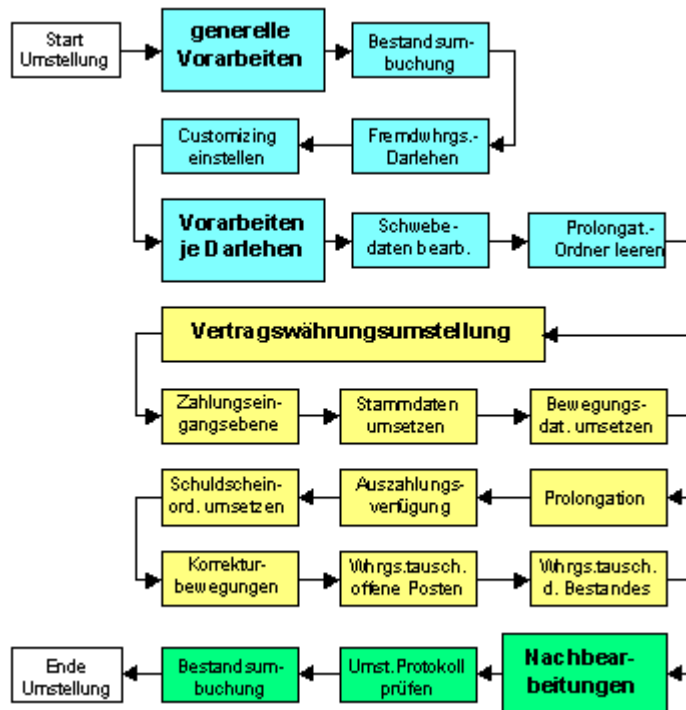 Start
Umstellung
generelle
Vorarbeiten
Bestandsum-
buchung
Customizing
einstellen
Fremdwhrgs.-
Darlehen
Vorarbeiten
je Darlehen
Schwebe-
daten bearb.
Prolongat.-
Ordner leeren
Vertragswährungsumstellung
Zahlungsein-
gangsebene
Stammdaten
umsetzen
Bewegungs-
dat. umsetzen
Schuldschein-
ord. umsetzen
Auszahlungs-
verfügung
Prolongation
Korrektur-
bewegungen
Whrgs.tausch.
offene Posten
Whrgs.tausch.
d. Bestandes
Ende
Umstellung
Bestandsum-
buchung
Umst.Protokoll
prüfen
Nachbear-
beitungen